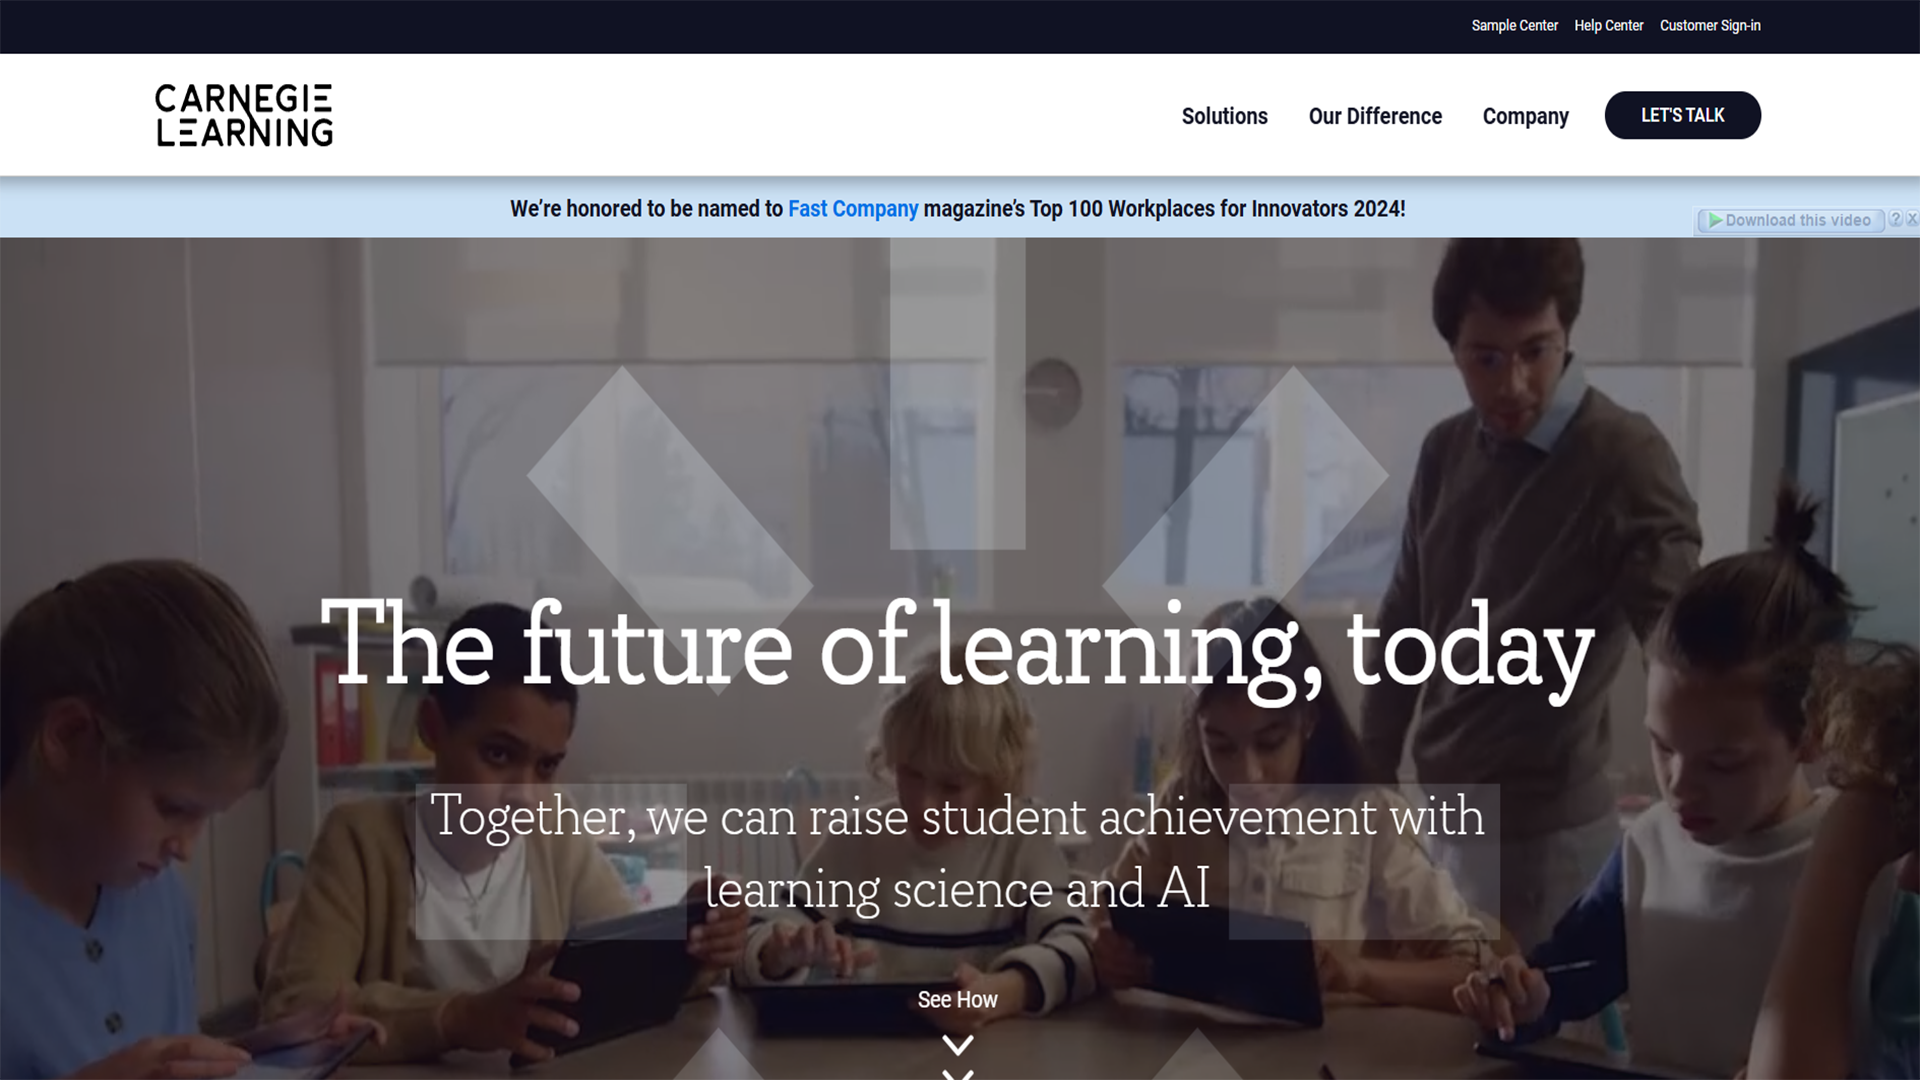 Sample Center Help Center Customer Sign-in
CARNEGIE
LEARNING
Solutions Our Difference Company LET'S TALK
We’re honored to be named to Fast Company magazine’s Top 100 Workplaces for Innovators 2024!
Download this video ? X
The future of learning, today
Together, we can raise student achievement with
learning science and AI
See How